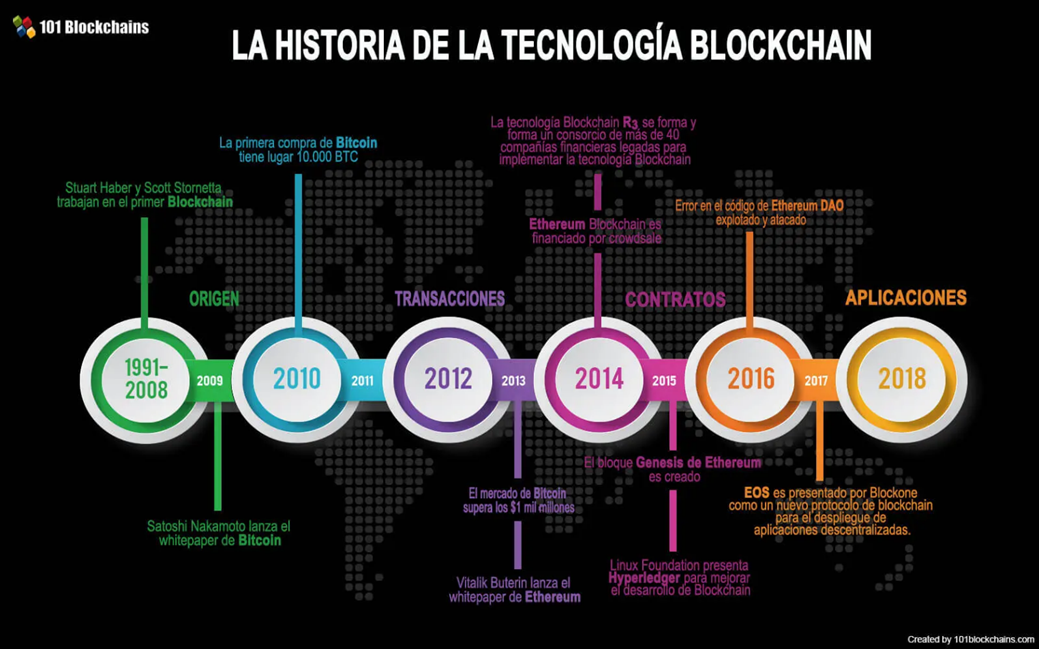 101 Blockchains
LA HISTORIA DE LA TECNOLOGÍA BLOCKCHAIN
Stuart Haber y Scott Stornetta
trabajan en el primer Blockchain
La primera compra de Bitcoin
tiene lugar 10.000 BTC
La tecnología Blockchain R3 se forma y
forma un consorcio de más de 40
compañías financieras legadas para
implementar la tecnología Blockchain
Ethereum Blockchain es
financiado por crowdsale
Error en el código de Ethereum DAO
explotado y atacado
ORIGEN
TRANSACCIONES
CONTRATOS
APLICACIONES
1991-
2008
2009
2010
2011
2012
2013
2014
2015
2016
2017
2018
Satoshi Nakamoto lanza el
whitepaper de Bitcoin
El mercado de Bitcoin
supera los $1 mil millones
Vitalik Buterin lanza el
whitepaper de Ethereum
El bloque Genesis de Ethereum
es creado
Linux Foundation presenta
Hyperledger para mejorar
el desarrollo de Blockchain
EOS es presentado por Blockone
como un nuevo protocolo de blockchain
para el despliegue de
aplicaciones descentralizadas.
Created by 101blockchains.com